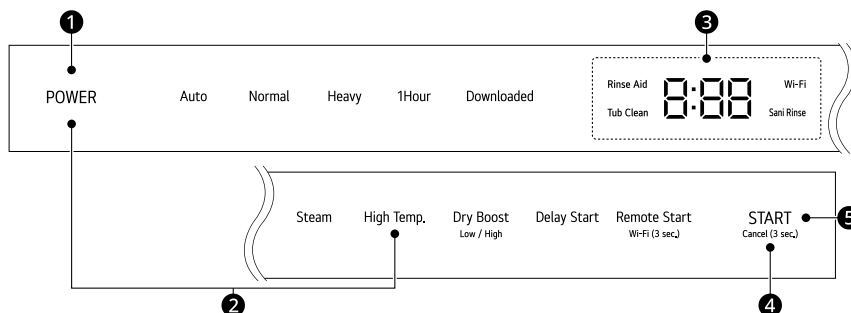 1 3
POWER Auto Normal Heavy 1Hour Downloaded Rinse Aid 8:88 Wi-Fi
Tub Clean Sani Rinse
Steam High Temp. Dry Boost Delay Start Remote Start START 5
Low / High Wi-Fi (3 sec.) Cancel (3 sec.)
2 4